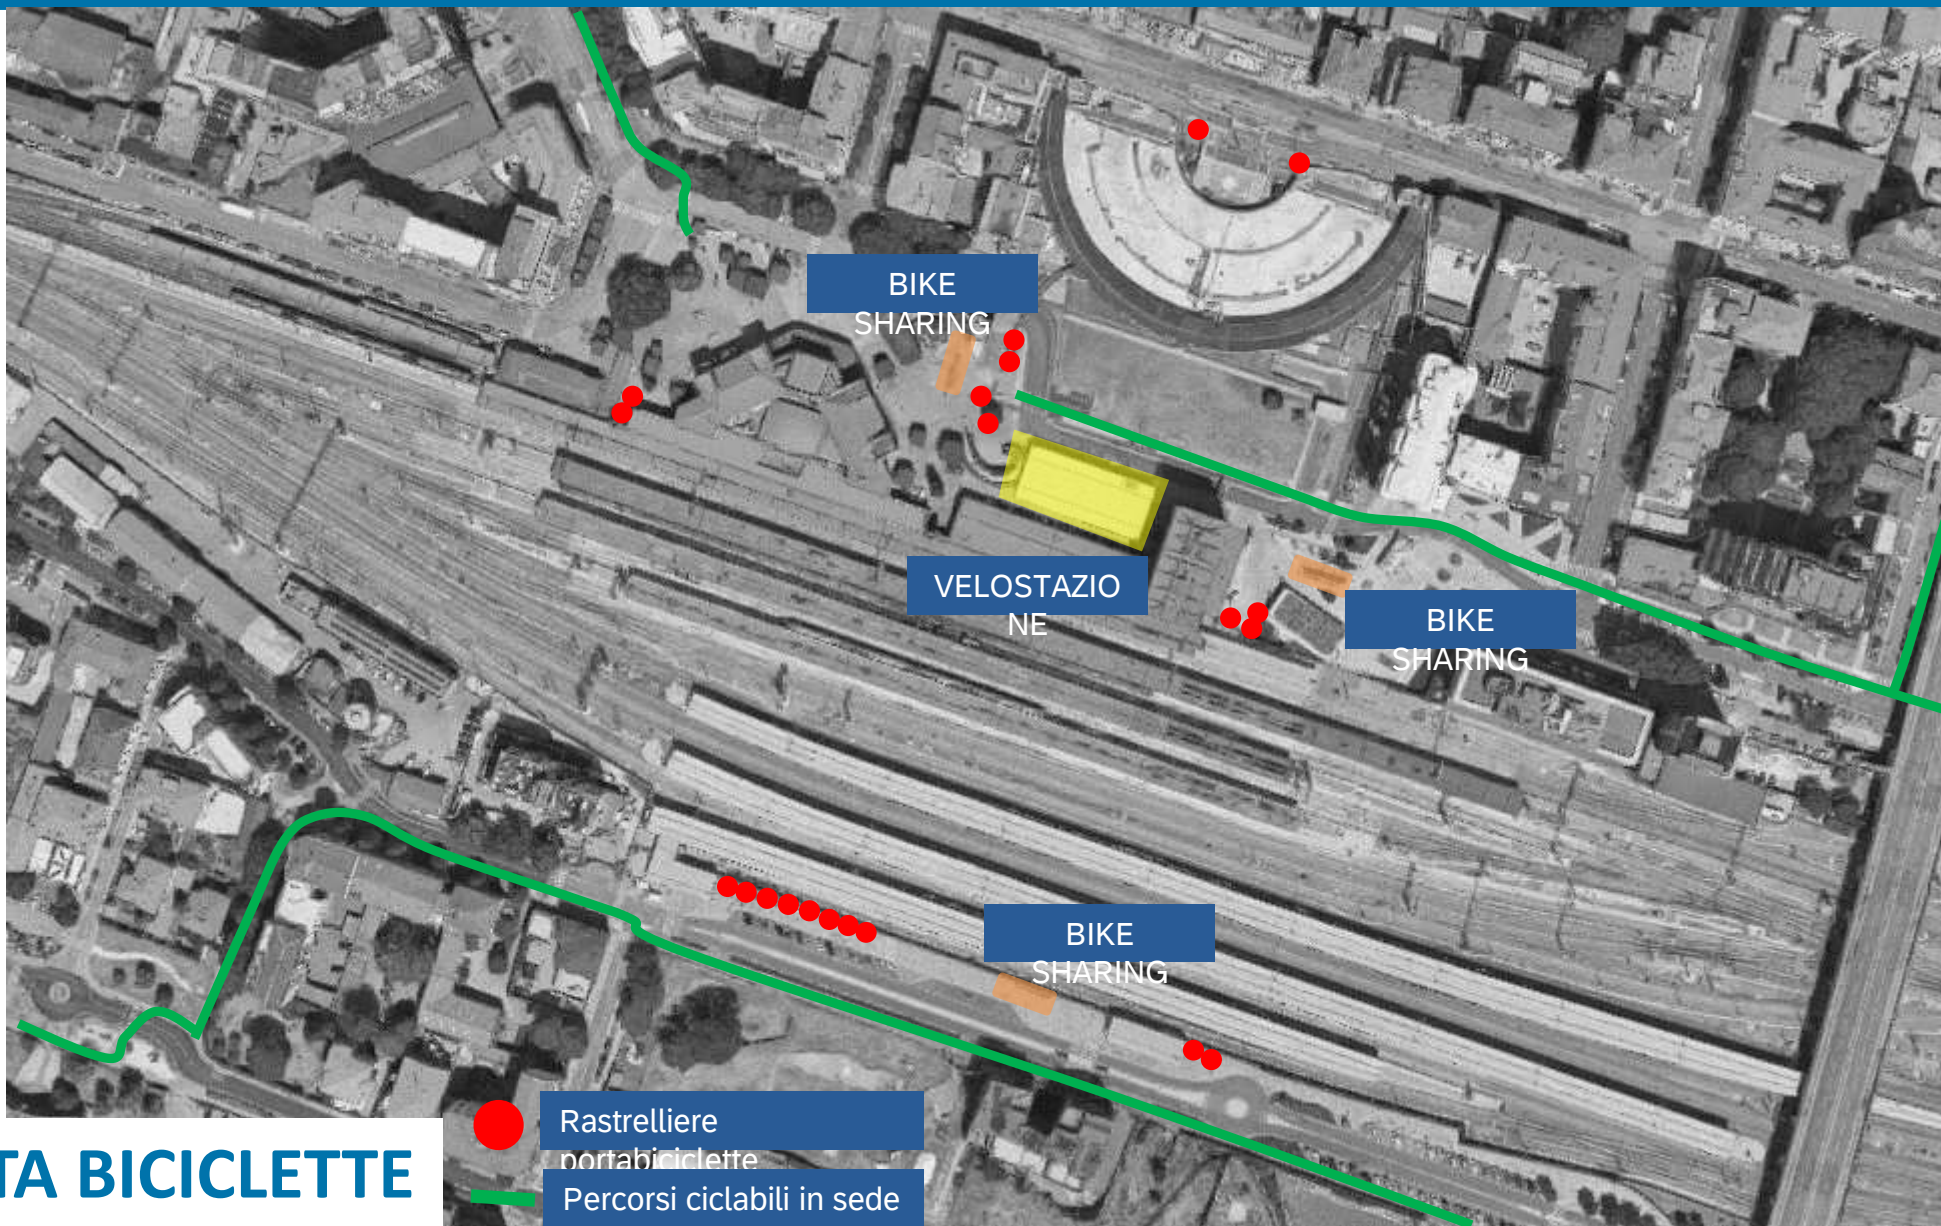 BIKE
SHARING
VELOSTAZIO
NE
BIKE
SHARING
BIKE
SHARING
Rastrelliere
portabiciclette
Percorsi ciclabili in sede
TA BICICLETTE